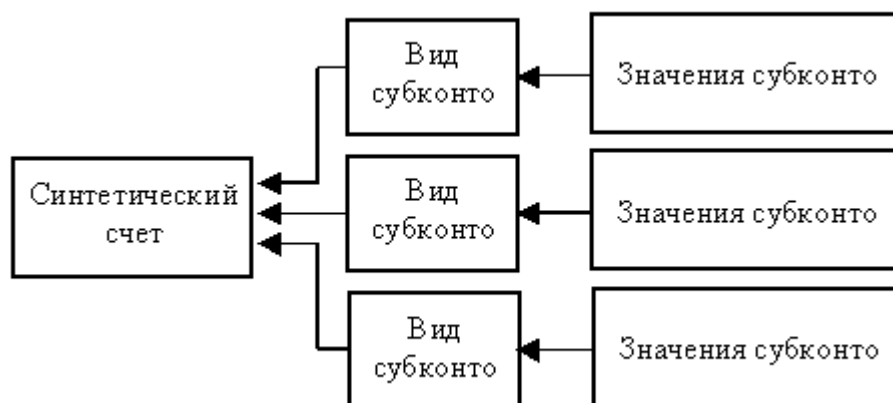 Вид
субконто
Значения субконто
Синтетический
счет
Вид
субконто
Значения субконто
Вид
субконто
Значения субконто